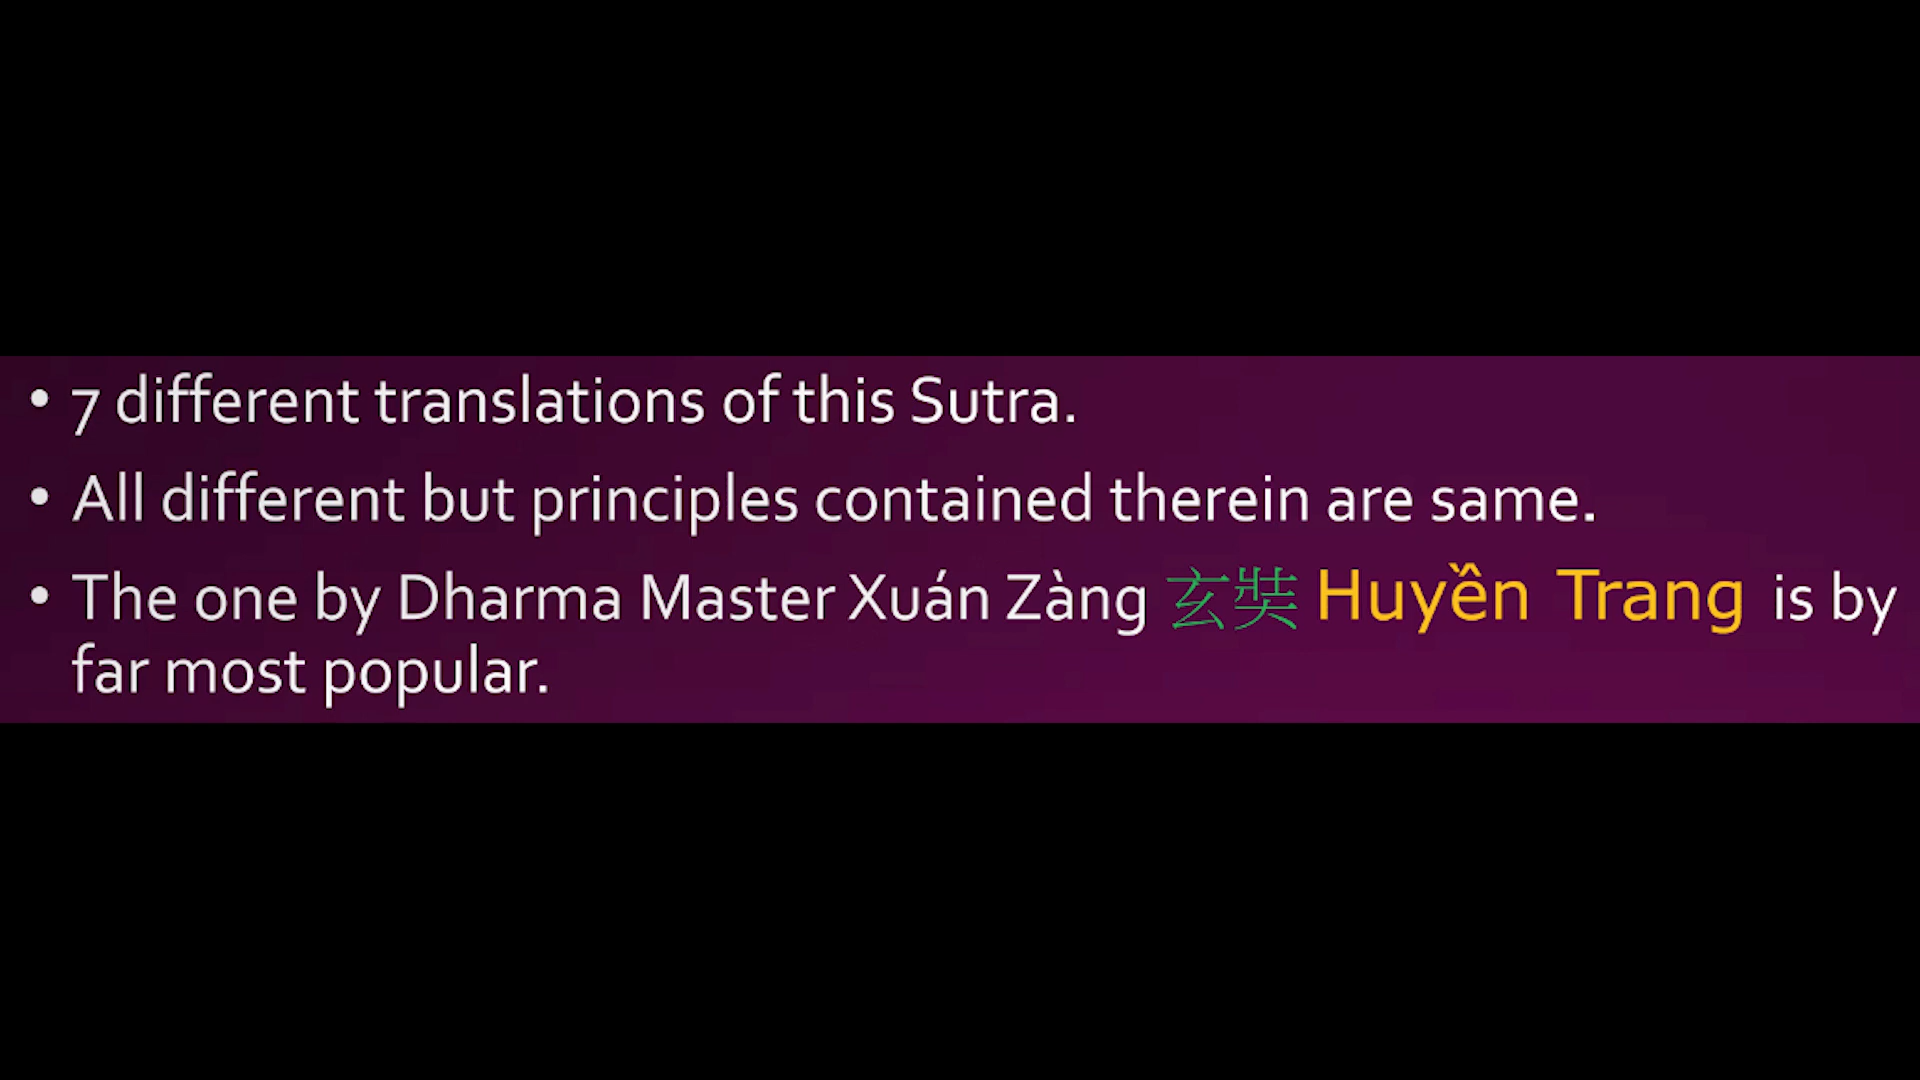 • 7 different translations of this Sutra.
• All different but principles contained therein are same.
• The one by Dharma Master Xuán Zàng 玄奘 Huyền Trang is by
far most popular.